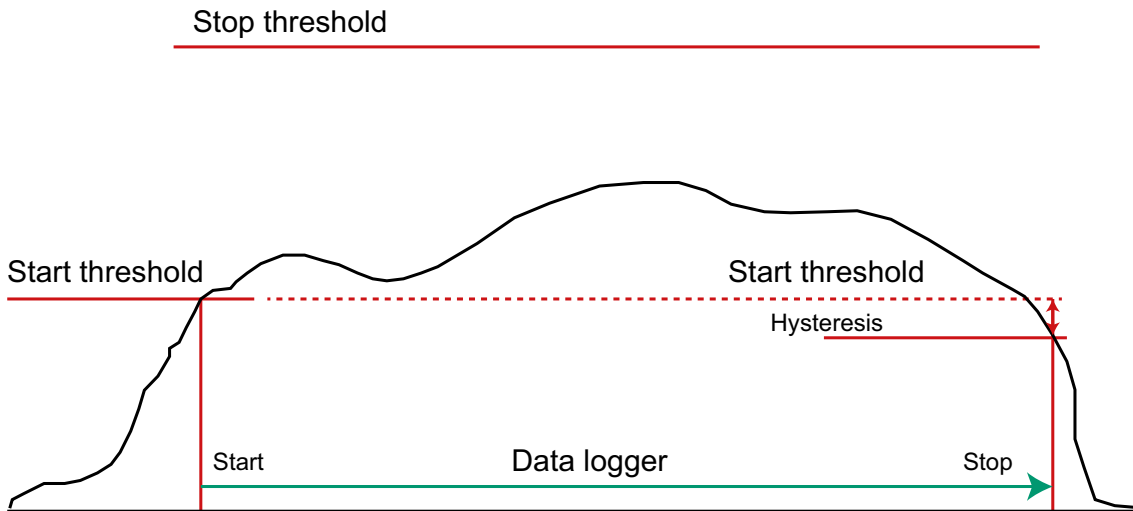 Stop threshold
Start threshold
Start threshold
Hysteresis
Start
Data logger
Stop